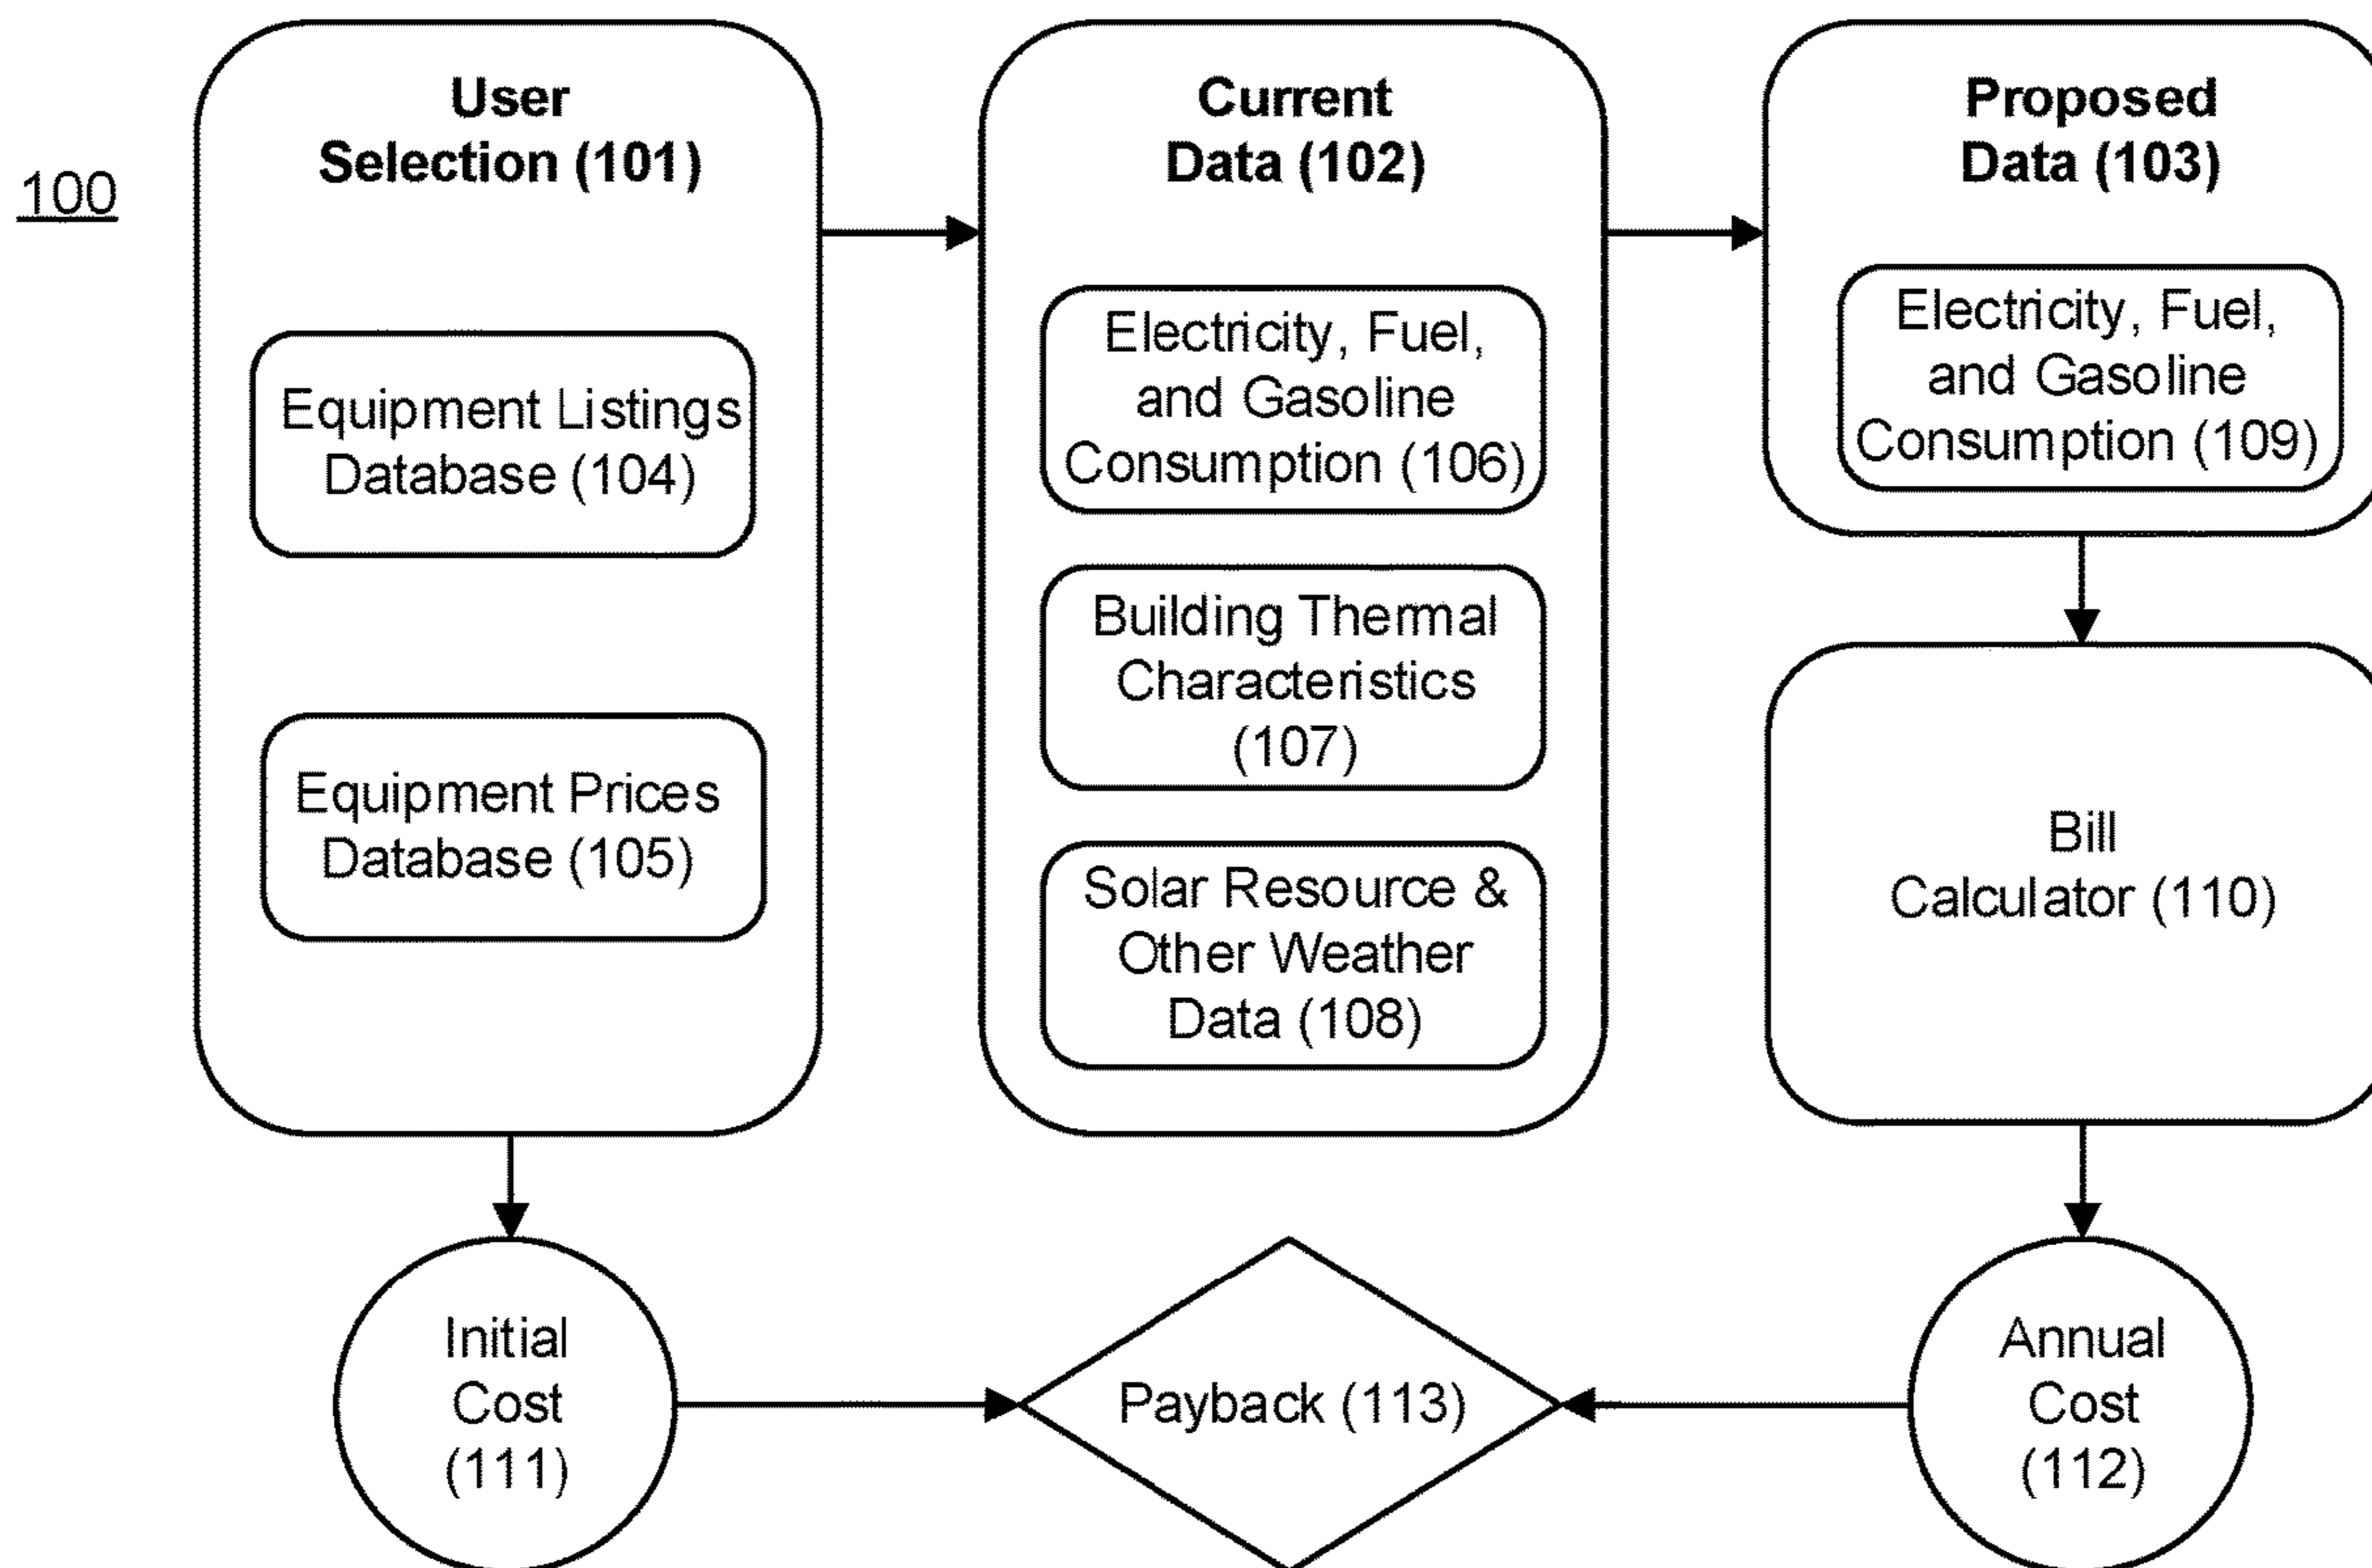 100
User
Selection (101)
Equipment Listings
Database (104)
Equipment Prices
Database (105)
Current
Data (102)
Electricity, Fuel,
and Gasoline
Consumption (106)
Building Thermal
Characteristics
(107)
Solar Resource &
Other Weather
Data (108)
Proposed
Data (103)
Electricity, Fuel,
and Gasoline
Consumption (109)
Bill
Calculator (110)
Initial
Cost
(111)
Payback (113)
Annual
Cost
(112)